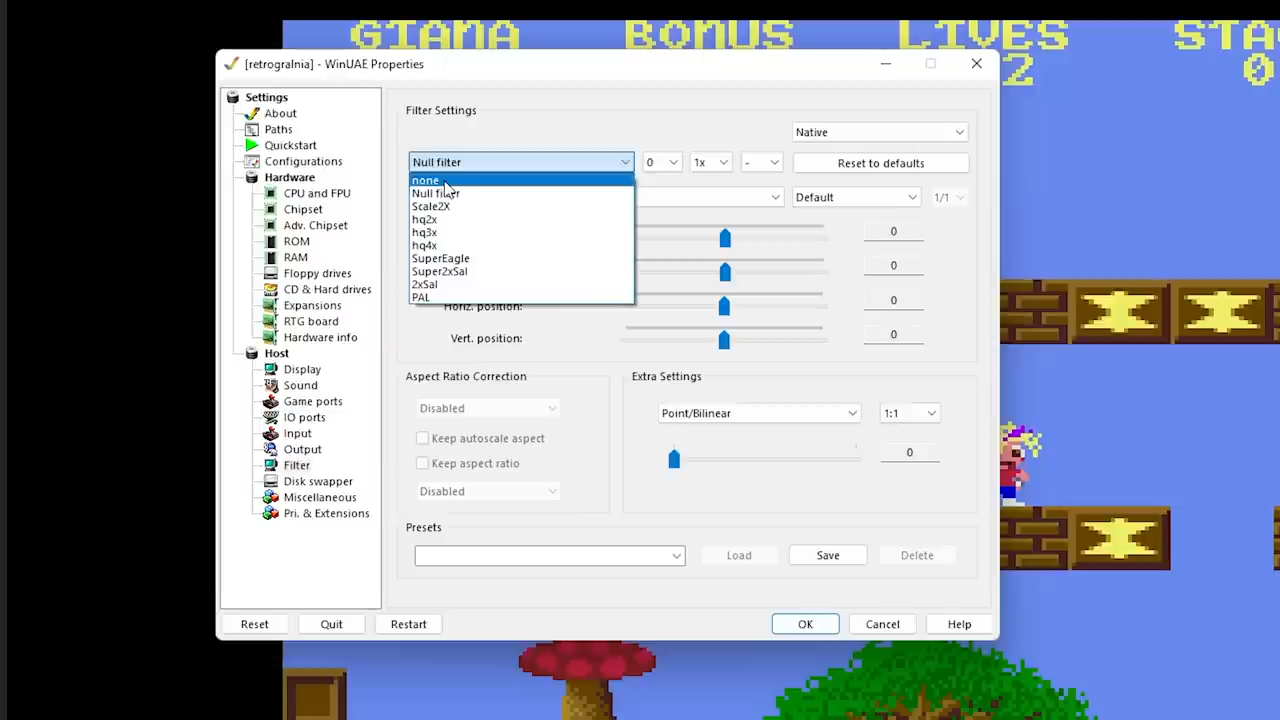 GIANA BONUS LIVES STA
2 0
[retrogralnia] - WinUAE Properties
Settings
About
Paths
Quickstart
Configurations
Hardware
CPU and FPU
Chipset
Adv. Chipset
ROM
RAM
Floppy drives
CD & Hard drives
Expansions
RTG board
Hardware info
Host
Display
Sound
Game ports
IO ports
Input
Output
Filter
Disk swapper
Miscellaneous
Pri. & Extensions
Filter Settings
Native
Null filter 0 1x - Reset to defaults
none
Null filter
Scale2X
hq2x
hq3x
hq4x
SuperEagle
Super2xSal
2xSal
PAL
Default 1/1
0
0
Horiz. position: 0
Vert. position: 0
Aspect Ratio Correction
Disabled
Keep autoscale aspect
Keep aspect ratio
Disabled
Extra Settings
Point/Bilinear 1:1
0
Presets
Load Save Delete
Reset Quit Restart OK Cancel Help